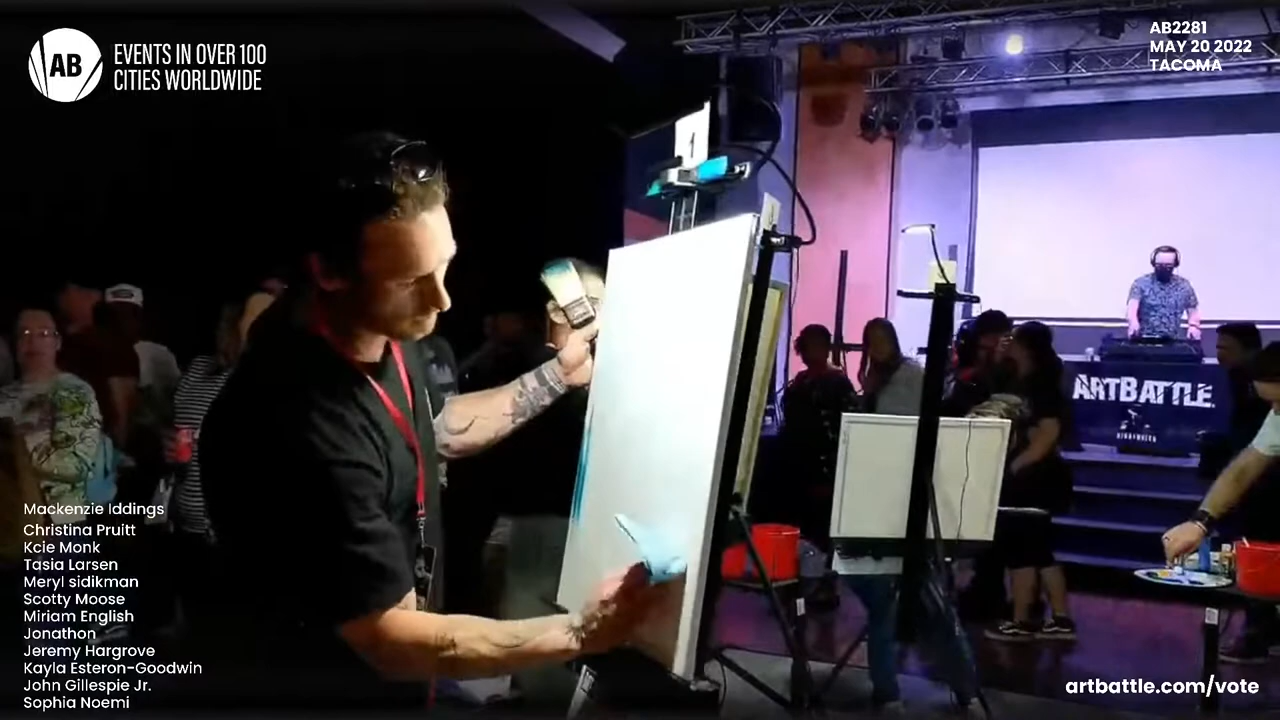 AB
EVENTS IN OVER 100
CITIES WORLDWIDE
AB2281
MAY 20 2022
TACOMA
1
ARTBATTLE
Mackenzie Iddings
Christina Pruitt
Kcie Monk
Tasia Larsen
Meryl sidikman
Scotty Moose
Miriam English
Jonathon
Jeremy Hargrove
Kayla Esteron-Goodwin
John Gillespie Jr.
Sophia Noemi
artbattle.com/vote